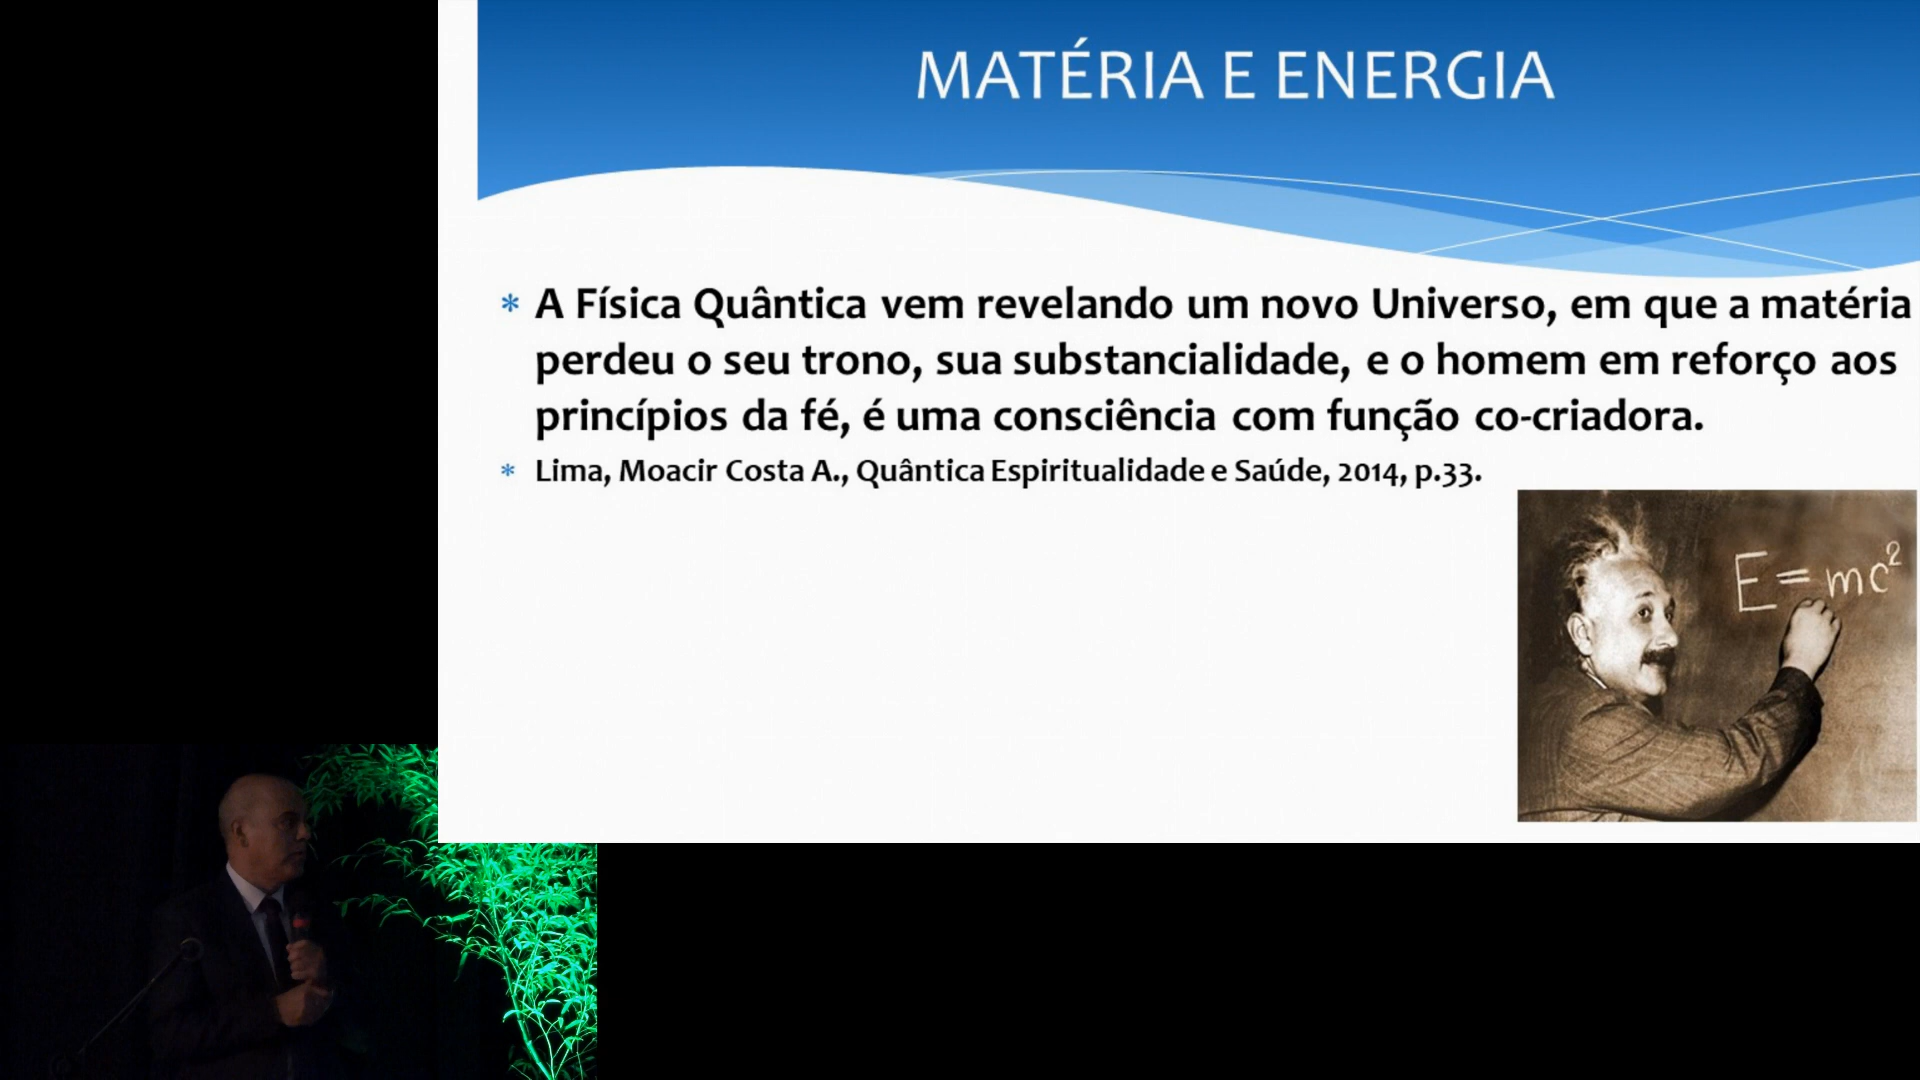 MATÉRIA E ENERGIA
* A Física Quântica vem revelando um novo Universo, em que a matéria
perdeu o seu trono, sua substancialidade, e o homem em reforço aos
princípios da fé, é uma consciência com função co-criadora.
* Lima, Moacir Costa A., Quântica Espiritualidade e Saúde, 2014, p.33.
E = mc²